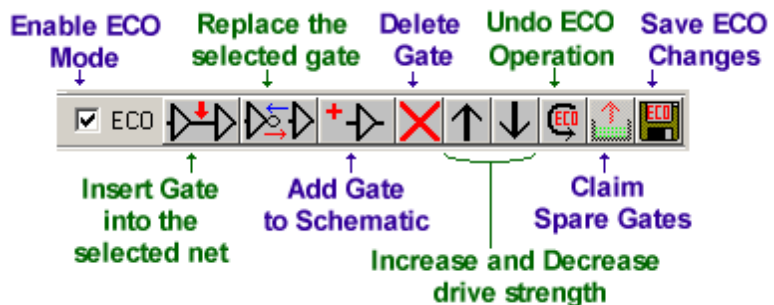 Enable ECO
Mode
Replace the
selected gate
Delete
Gate
Undo ECO
Operation
Save ECO
Changes
ECO
ECO
ECO
Insert Gate
into the
selected net
Add Gate
to Schematic
Claim
Spare Gates
Increase and Decrease
drive strength